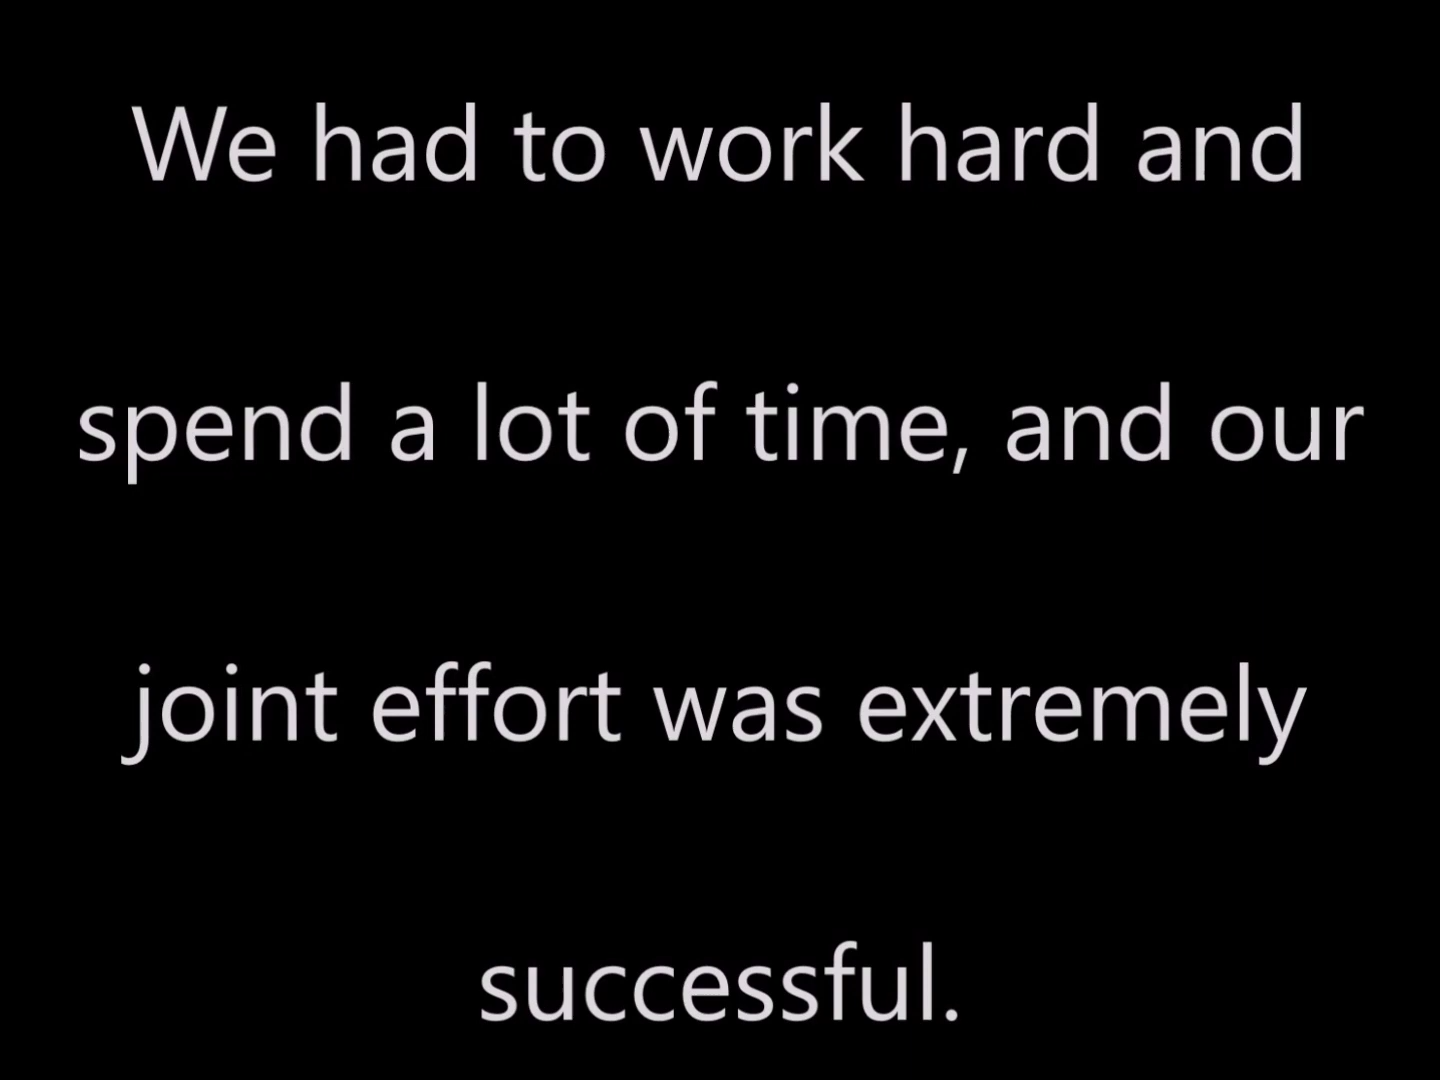 We had to work hard and
spend a lot of time, and our
joint effort was extremely
successful.